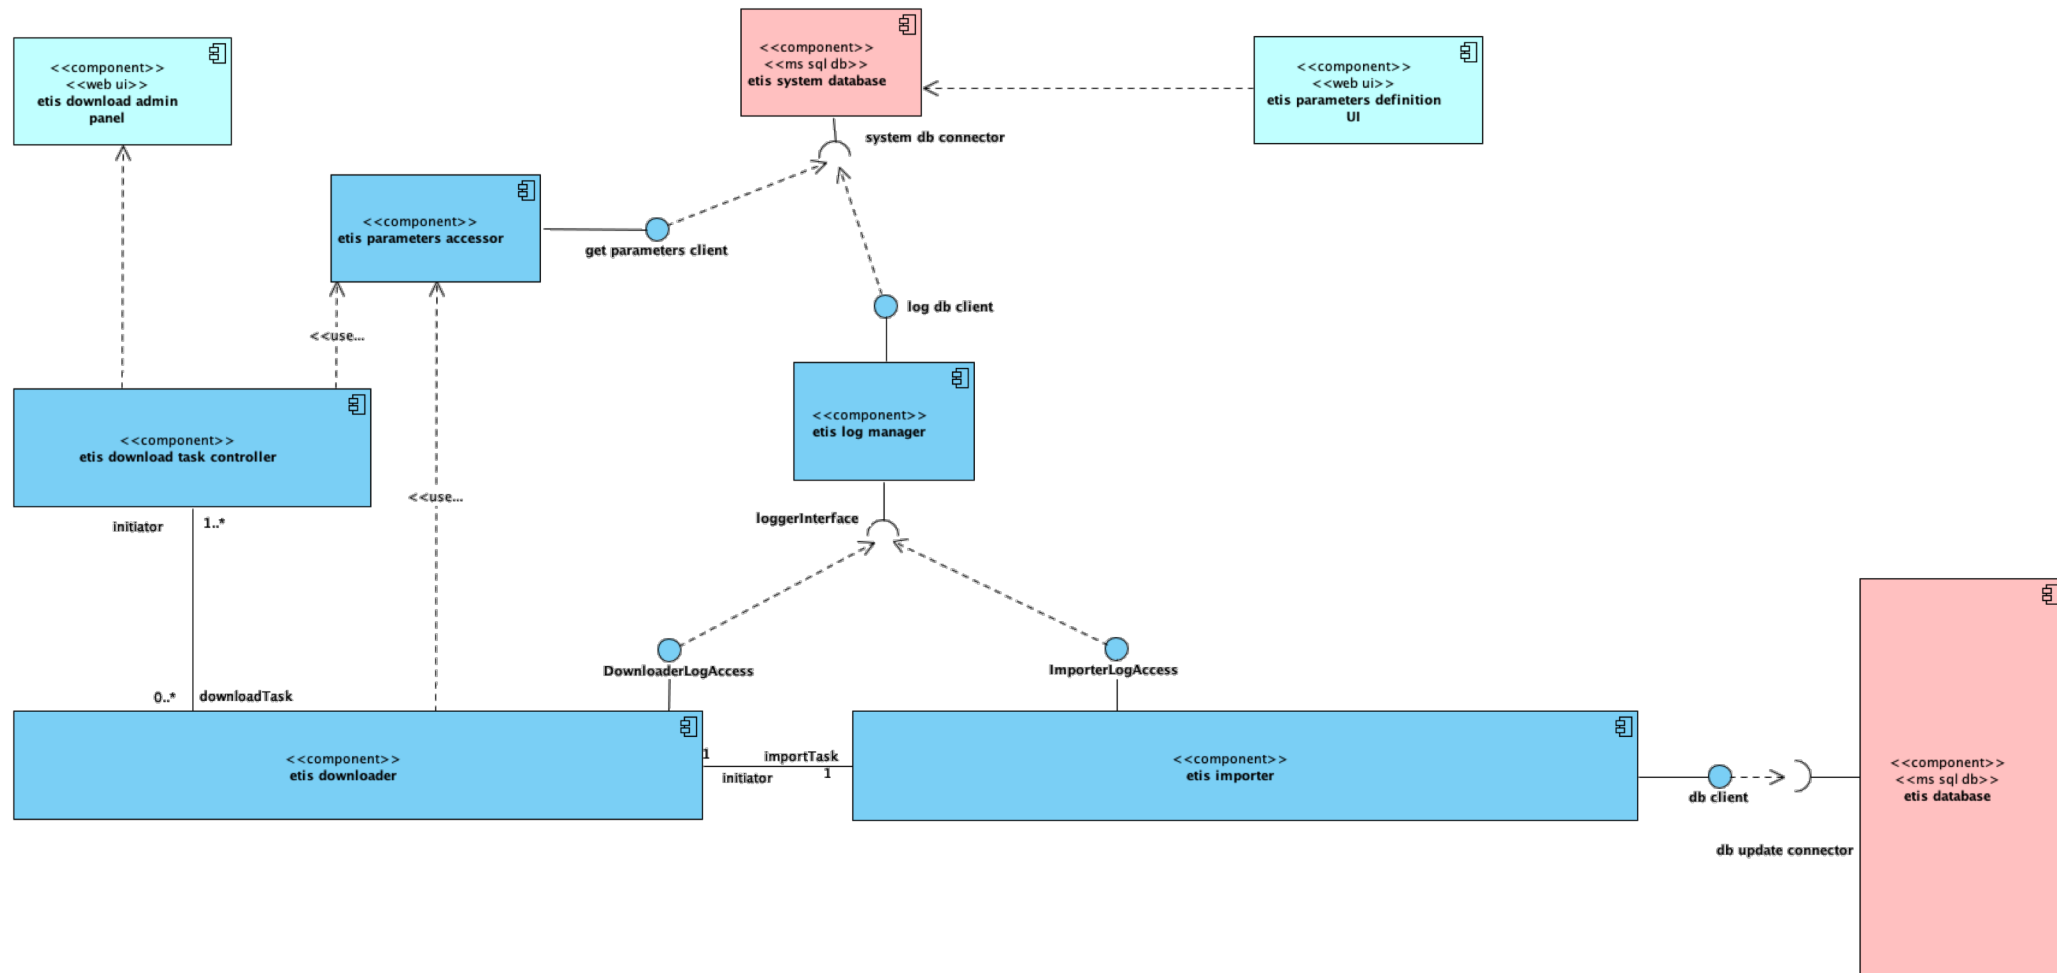 <<component>>
<<ms sql db>>
etis system database
<<component>>
<<web ui>>
etis download admin
panel
<<component>>
<<web ui>>
etis parameters definition
UI
system db connector
<<component>>
etis parameters accessor
get parameters client
log db client
<<use...
<<component>>
etis log manager
<<component>>
etis download task controller
<<use...
initiator
1..*
loggerInterface
DownloaderLogAccess
ImporterLogAccess
0..*
downloadTask
<<component>>
etis downloader
1
importTask
initiator
1
<<component>>
etis importer
db client
<<component>>
<<ms sql db>>
etis database
db update connector